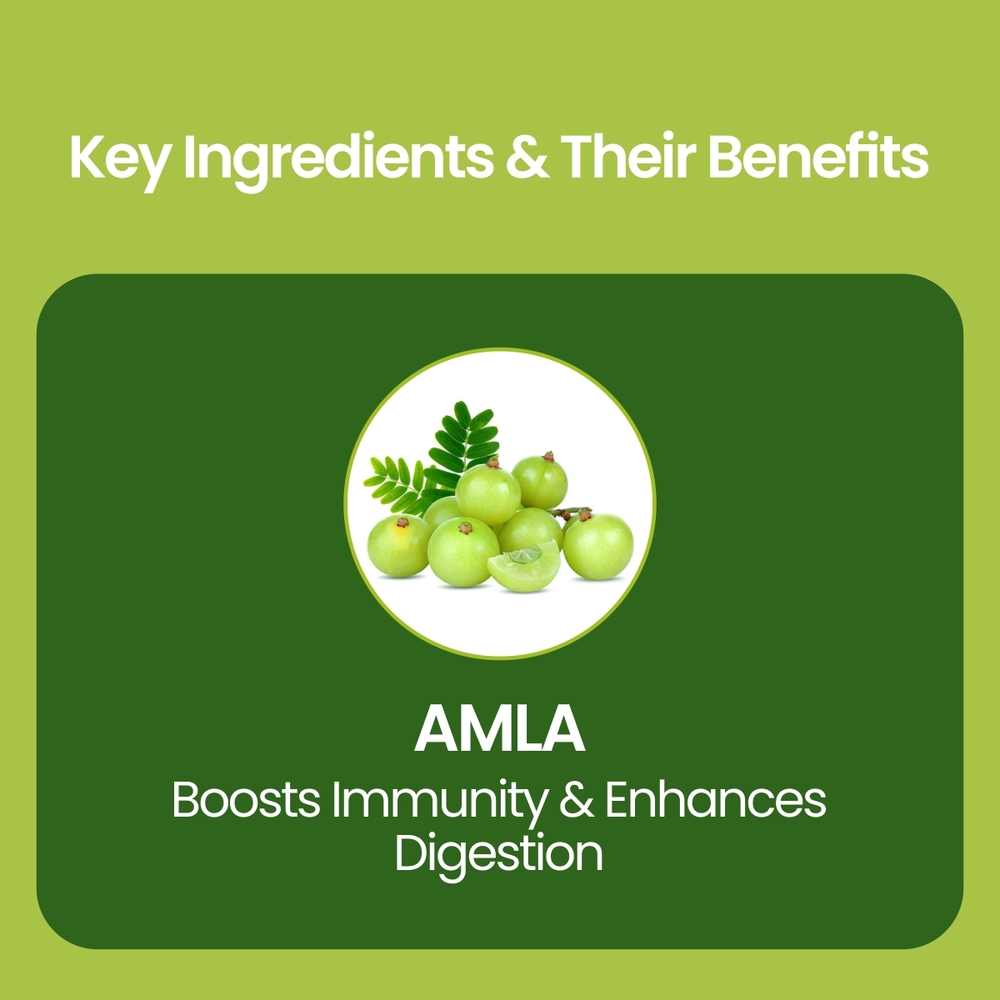 Key Ingredients & Their Benefits
AMLA
Boosts Immunity & Enhances
Digestion